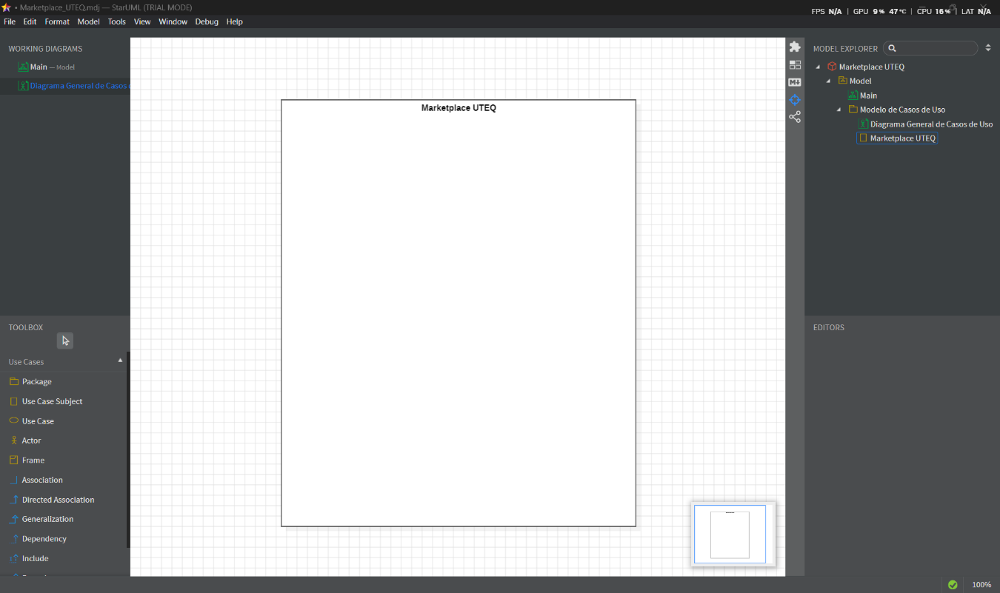 • Marketplace_UTEQ.mdj — StarUML (TRIAL MODE)
FPS N/A | GPU 9% 47°C | CPU 16% | LAT N/A
File Edit Format Model Tools View Window Debug Help
WORKING DIAGRAMS
Main — Model
Diagrama General de Casos
TOOLBOX
Use Cases
Package
Use Case Subject
Use Case
Actor
Frame
Association
Directed Association
Generalization
Dependency
Include
Marketplace UTEQ
M
MODEL EXPLORER
Marketplace UTEQ
Model
Main
Modelo de Casos de Uso
Diagrama General de Casos de Uso
Marketplace UTEQ
EDITORS
100%